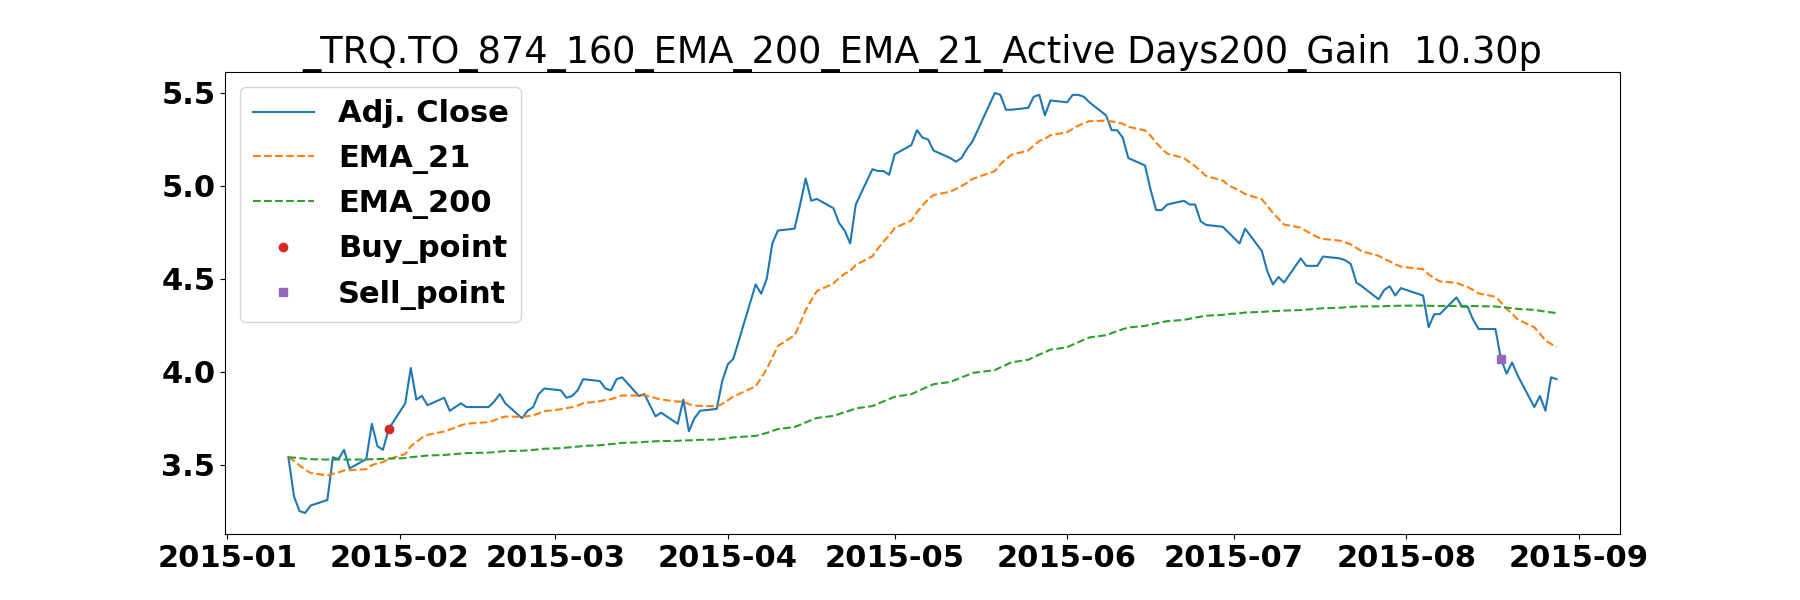 _TRQ.TO_874_160_EMA_200_EMA_21_Active Days200_Gain  10.30p
Adj. Close
EMA_21
EMA_200
Buy_point
Sell_point
5.5
5.0
4.5
4.0
3.5
2015-01 2015-02 2015-03 2015-04 2015-05 2015-06 2015-07 2015-08 2015-09